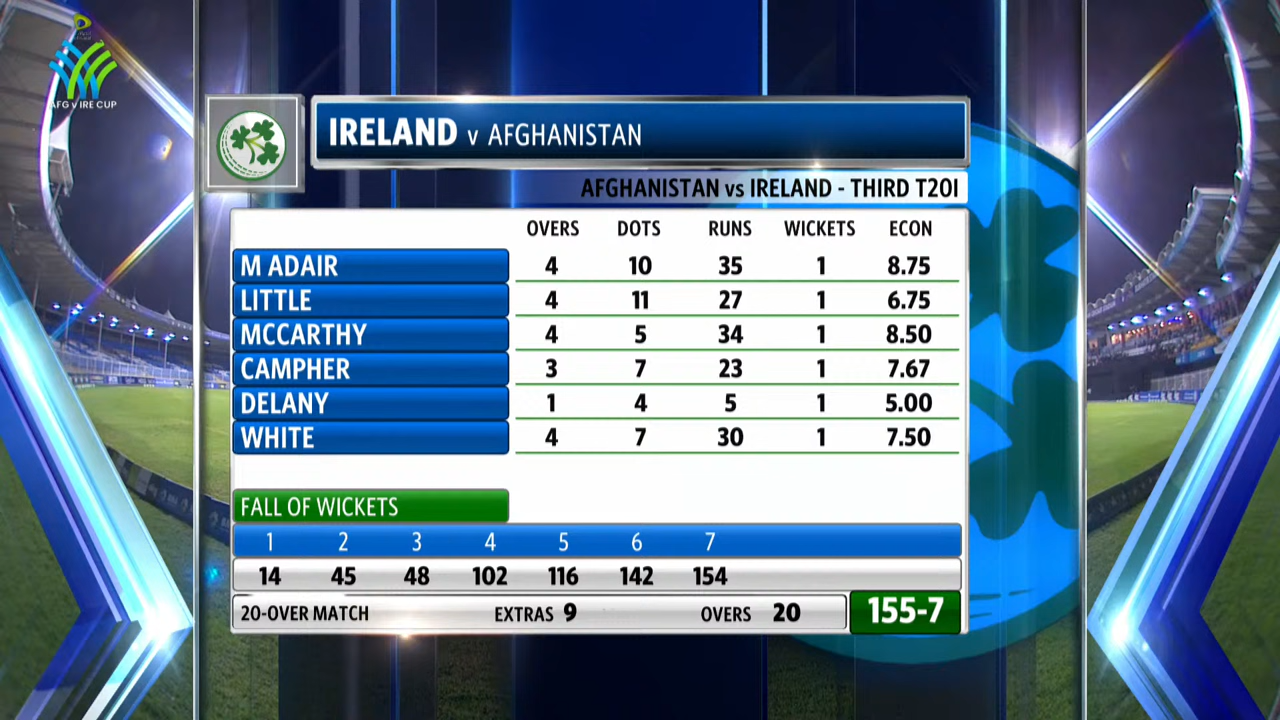 AFG v IRE CUP
IRELAND v AFGHANISTAN
AFGHANISTAN vs IRELAND - THIRD T20I
OVERS DOTS RUNS WICKETS ECON
M ADAIR 4 10 35 1 8.75
LITTLE 4 11 27 1 6.75
MCCARTHY 4 5 34 1 8.50
CAMPHER 3 7 23 1 7.67
DELANY 1 4 5 1 5.00
WHITE 4 7 30 1 7.50
FALL OF WICKETS
1 2 3 4 5 6 7
14 45 48 102 116 142 154
20-OVER MATCH EXTRAS 9 OVERS 20 155-7